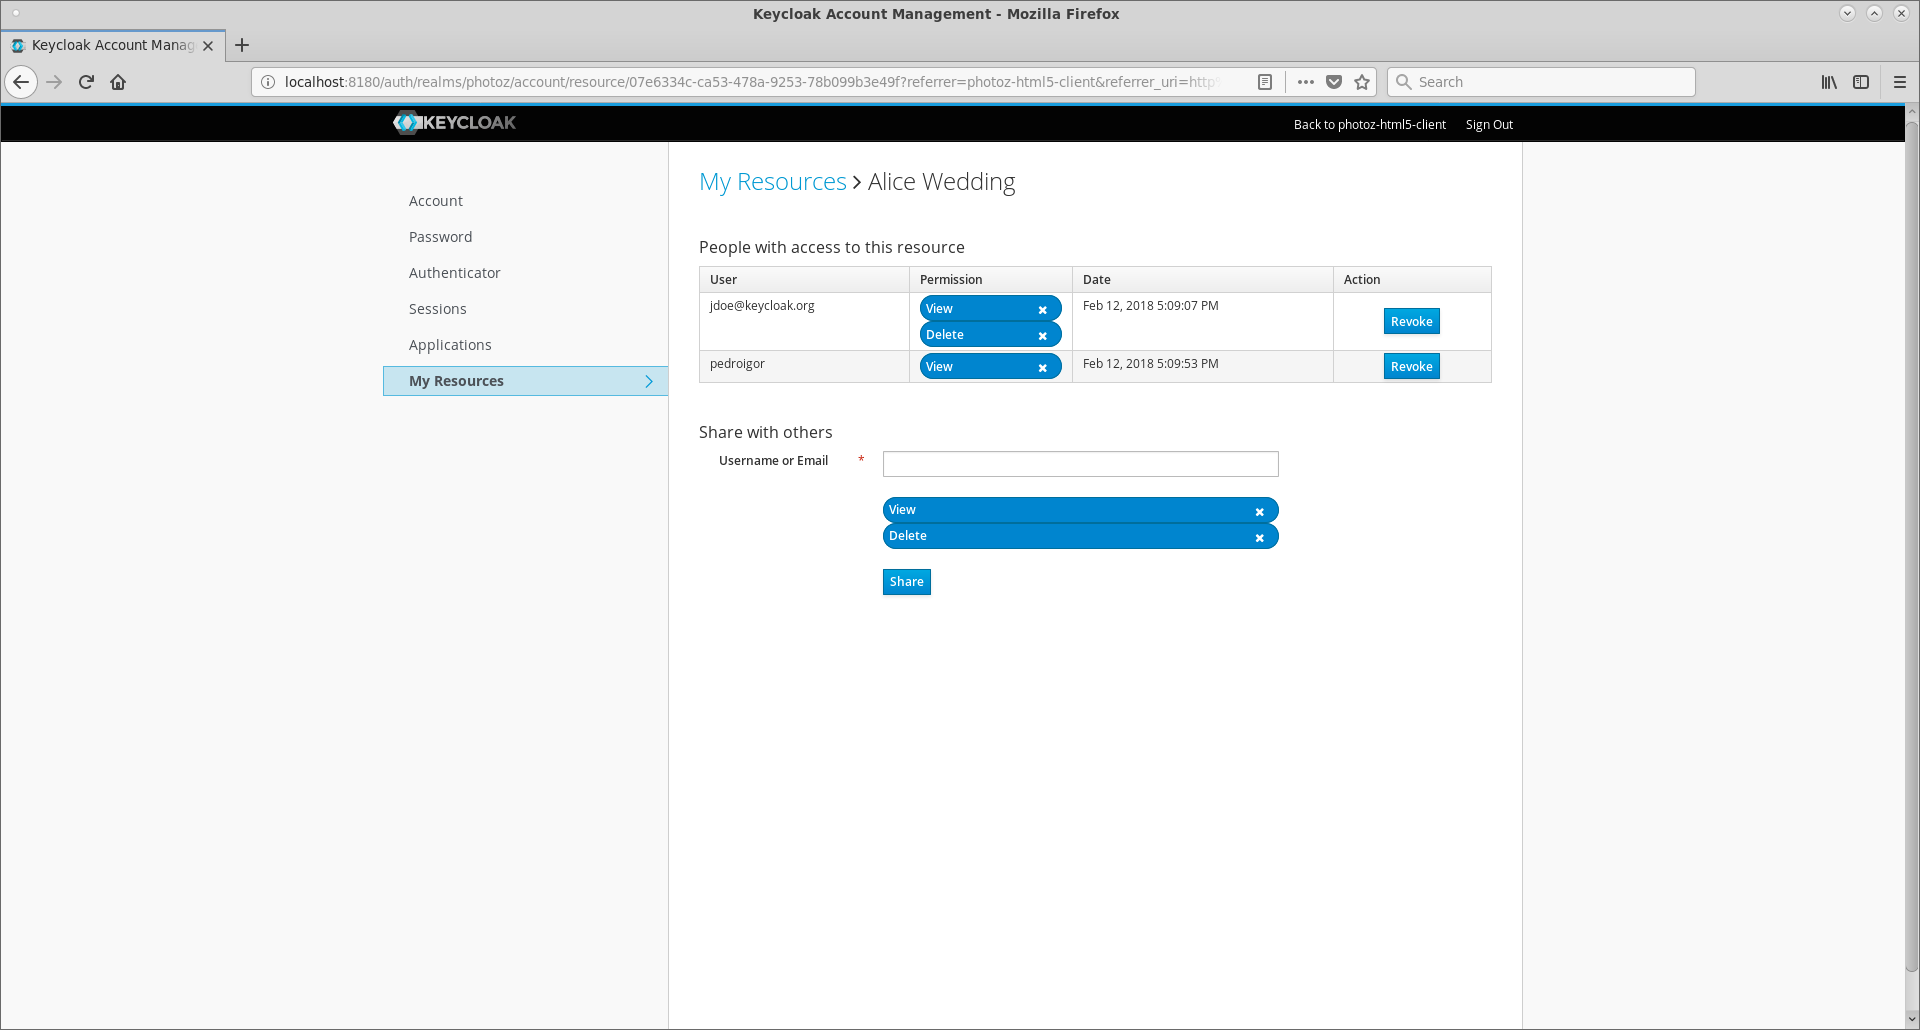 Keycloak Account Management - Mozilla Firefox
Keycloak Account Manag
localhost:8180/auth/realms/photoz/account/resource/07e6334c-ca53-478a-9253-78b099b3e49f?referrer=photoz-html5-client&referrer_uri=http
Search
KEYCLOAK
Back to photoz-html5-client Sign Out
Account
Password
Authenticator
Sessions
Applications
My Resources
My Resources > Alice Wedding
People with access to this resource
User Permission Date Action
jdoe@keycloak.org View Feb 12, 2018 5:09:07 PM Revoke
Delete
pedroigor View Feb 12, 2018 5:09:53 PM Revoke
Share with others
Username or Email *
View
Delete
Share